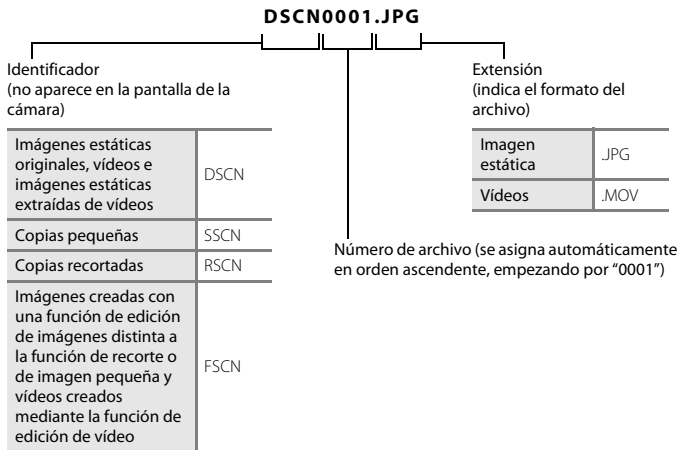 DSCN0001.JPG
Identificador
(no aparece en la pantalla de la
cámara)
Imágenes estáticas
originales, vídeos e
imágenes estáticas
extraídas de vídeos
DSCN
Copias pequeñas
SSCN
Copias recortadas
RSCN
Imágenes creadas con
una función de edición
de imágenes distinta a
la función de recorte o
de imagen pequeña y
vídeos creados
mediante la función de
edición de vídeo
FSCN
Extensión
(indica el formato del
archivo)
Imagen
estática
.JPG
Vídeos
.MOV
Número de archivo (se asigna automáticamente
en orden ascendente, empezando por “0001”)